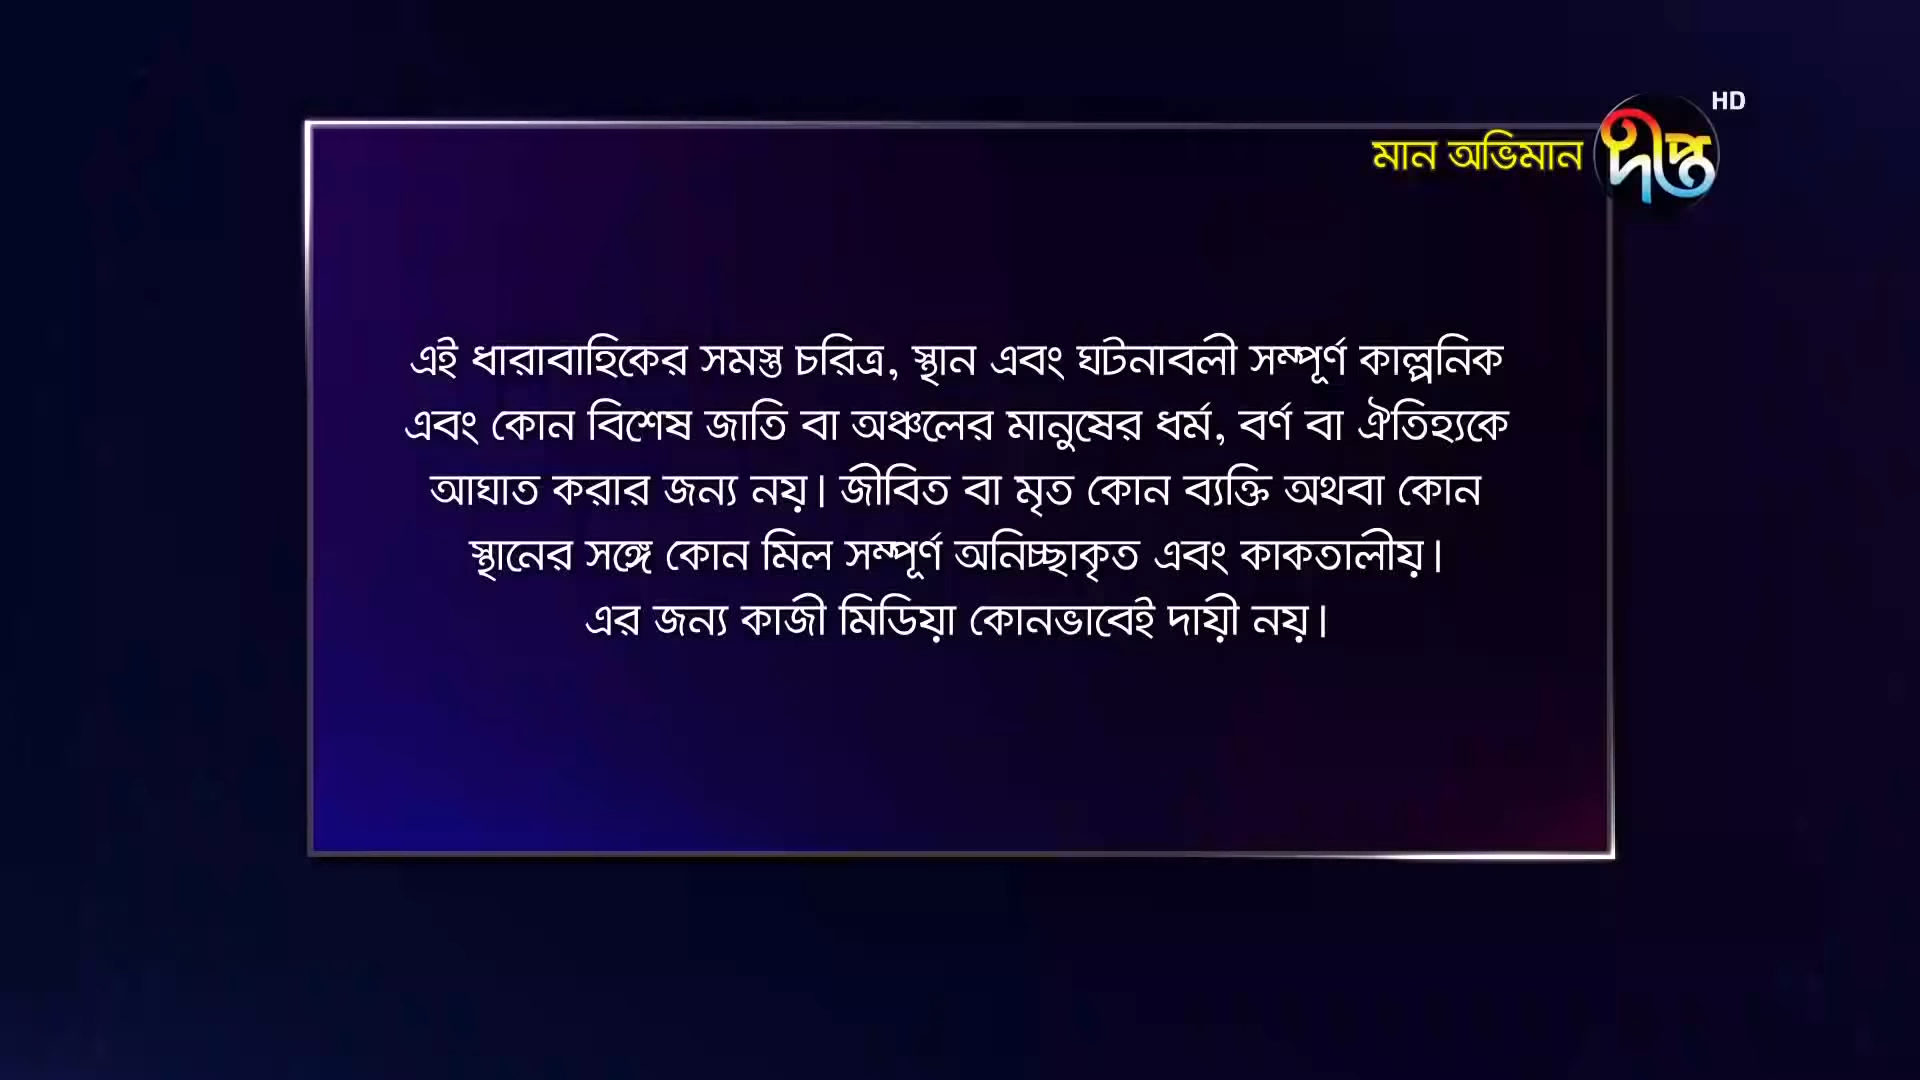 HD
মান অভিমান দীপ্ত
এই ধারাবাহিকের সমস্ত চরিত্র, স্থান এবং ঘটনাবলী সম্পূর্ণ কাল্পনিক
এবং কোন বিশেষ জাতি বা অঞ্চলের মানুষের ধর্ম, বর্ণ বা ঐতিহ্যকে
আঘাত করার জন্য নয়। জীবিত বা মৃত কোন ব্যক্তি অথবা কোন
স্থানের সঙ্গে কোন মিল সম্পূর্ণ অনিচ্ছাকৃত এবং কাকতালীয়।
এর জন্য কাজী মিডিয়া কোনভাবেই দায়ী নয়।